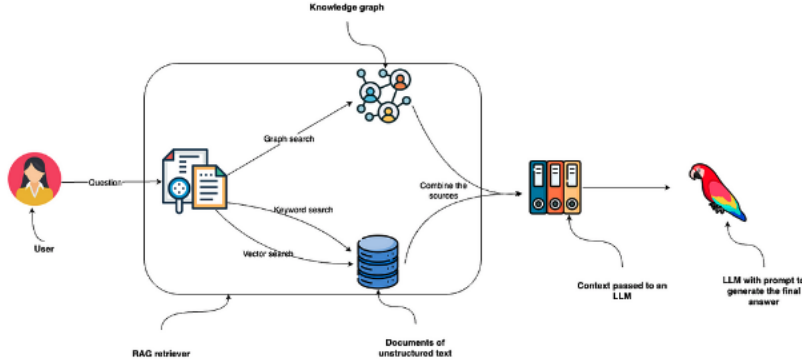 Knowledge graph
Graph search
Question
Keyword search
Combine the
sources
Vector search
User
Context passed to an
LLM
LLM with prompt to
generate the final
answer
RAG retriever
Documents of
unstructured text